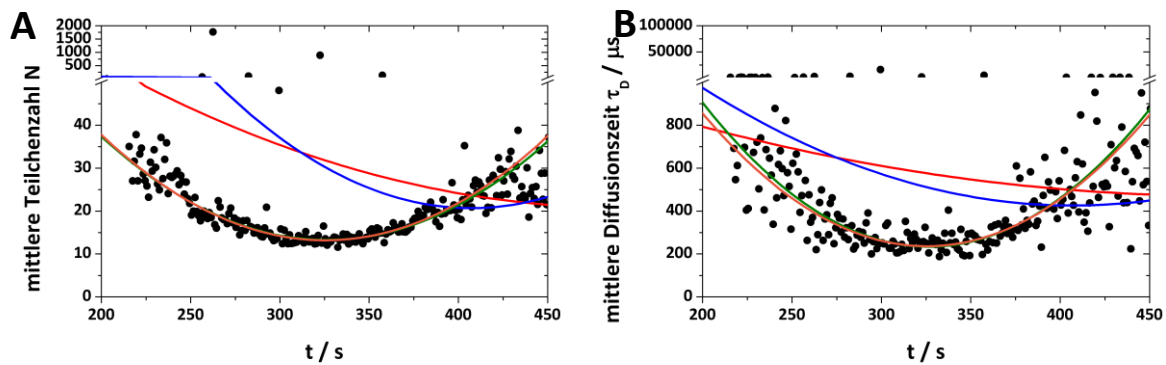 A
mittlere Teilchenzahl N
2000
1500
1000
500
40
30
20
10
0
200 250 300 350 400 450
t / s
B
mittlere Diffusionszeit τD / µs
100000
50000
800
600
400
200
0
200 250 300 350 400 450
t / s